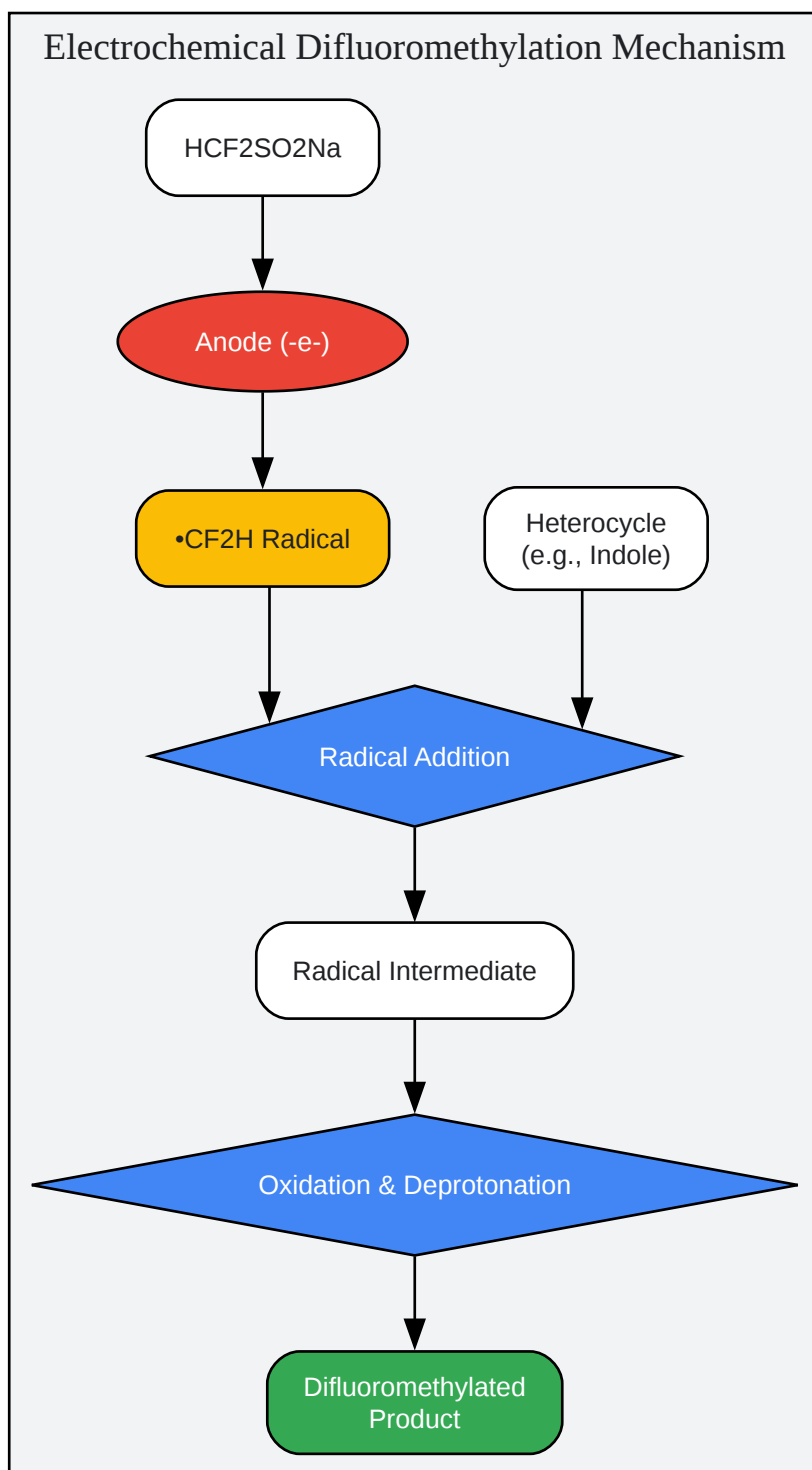 Electrochemical Difluoromethylation Mechanism
HCF2SO2Na
Anode (-e-)
•CF2H Radical
Heterocycle
(e.g., Indole)
Radical Addition
Radical Intermediate
Oxidation & Deprotonation
Difluoromethylated
Product